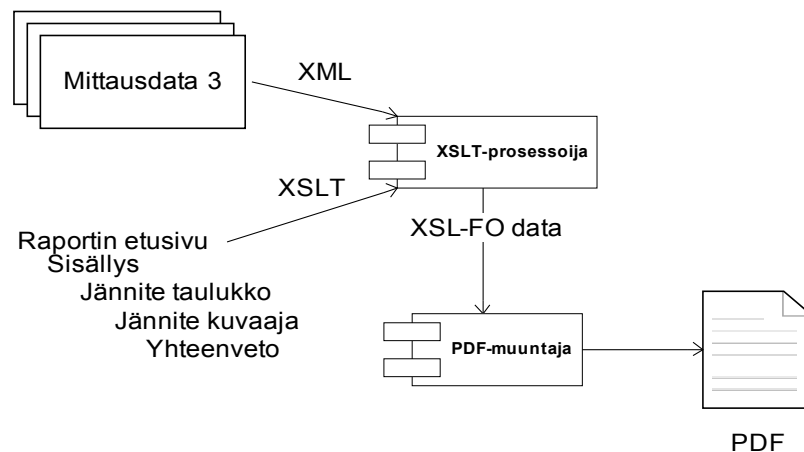 Mittausdata 3
XML
XSLT-prosessoija
XSLT
XSL-FO data
Raportin etusivu
Sisällys
Jännite taulukko
Jännite kuvaaja
Yhteenveto
PDF-muuntaja
PDF